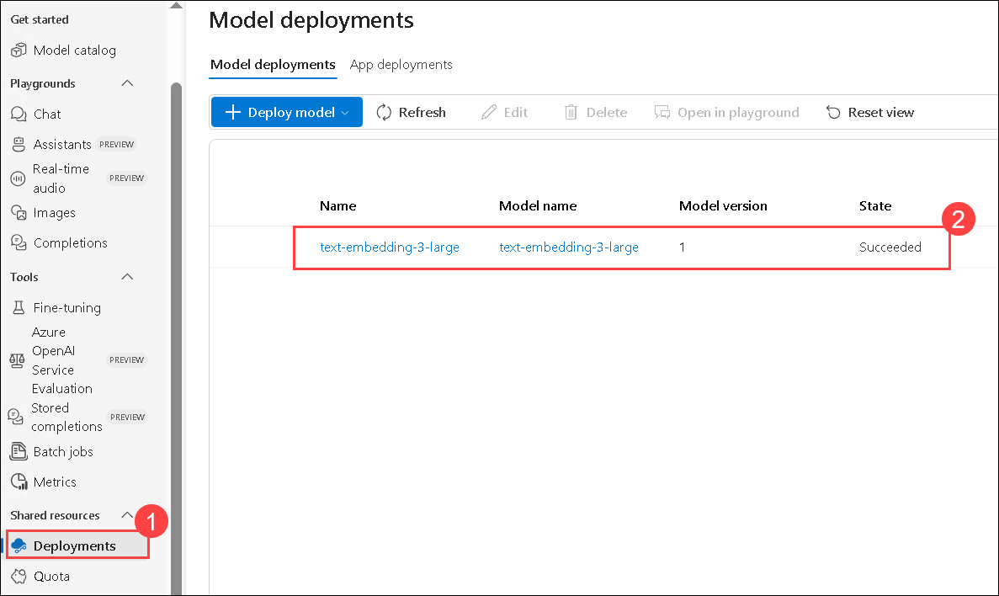 Get started
Model catalog
Playgrounds
Chat
Assistants PREVIEW
Real-time
audio
PREVIEW
Images
Completions
Tools
Fine-tuning
Azure
OpenAI
Service
Evaluation
PREVIEW
Stored
completions
PREVIEW
Batch jobs
Metrics
Shared resources
1
Deployments
Quota
Model deployments
Model deployments App deployments
Deploy model Refresh Edit Delete Open in playground Reset view
Name Model name Model version State
2
text-embedding-3-large text-embedding-3-large 1 Succeeded